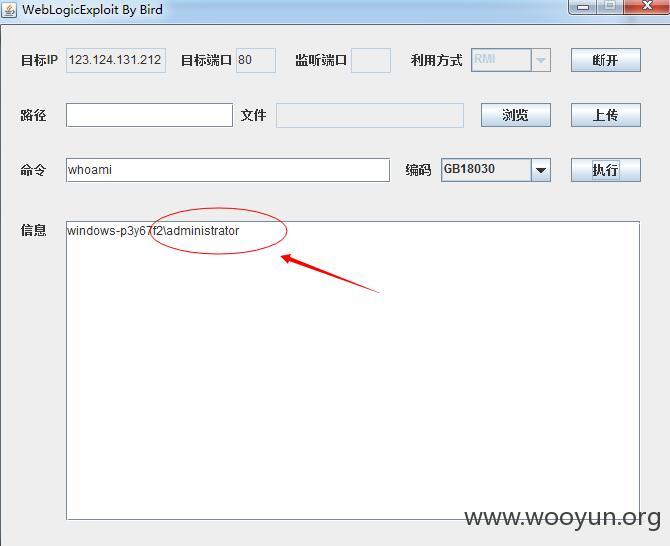 WebLogicExploit By Bird
目标IP 123.124.131.212 目标端口 80 监听端口 利用方式 RMI 断开
路径 文件 浏览 上传
命令 whoami 编码 GB18030 执行
信息 windows-p3y67f2\administrator
www.wooyun.org